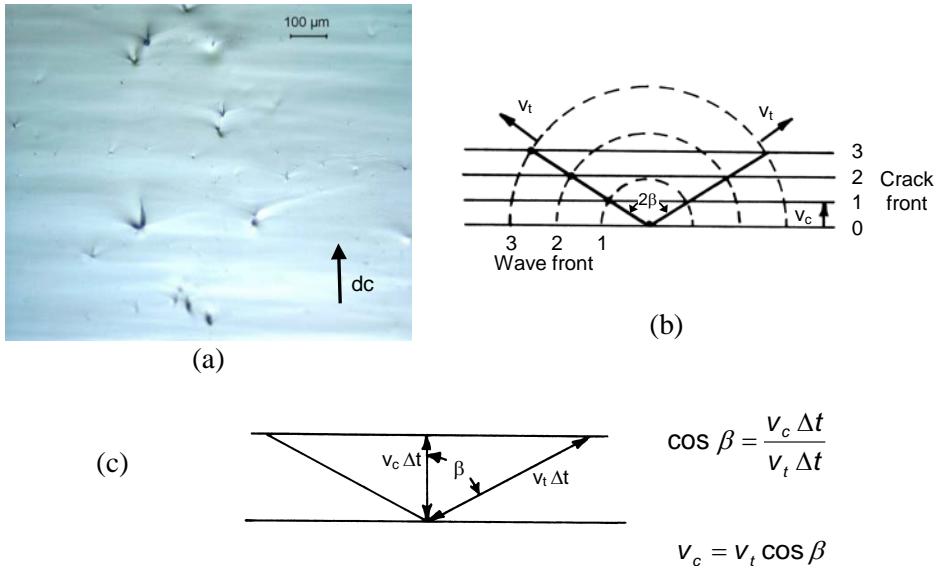 100 µm
dc
(a)
v_t
v_t
3
2
1
0
Crack
front
v_c
2β
3 2 1
Wave front
(b)
(c)
v_c Δt
β
v_t Δt
cos β = v_c Δt / v_t Δt
v_c = v_t cos β